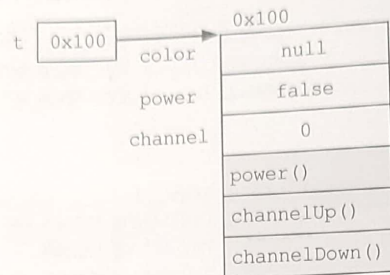 0x100
t 0x100
color null
power false
channel 0
power()
channelUp()
channelDown()